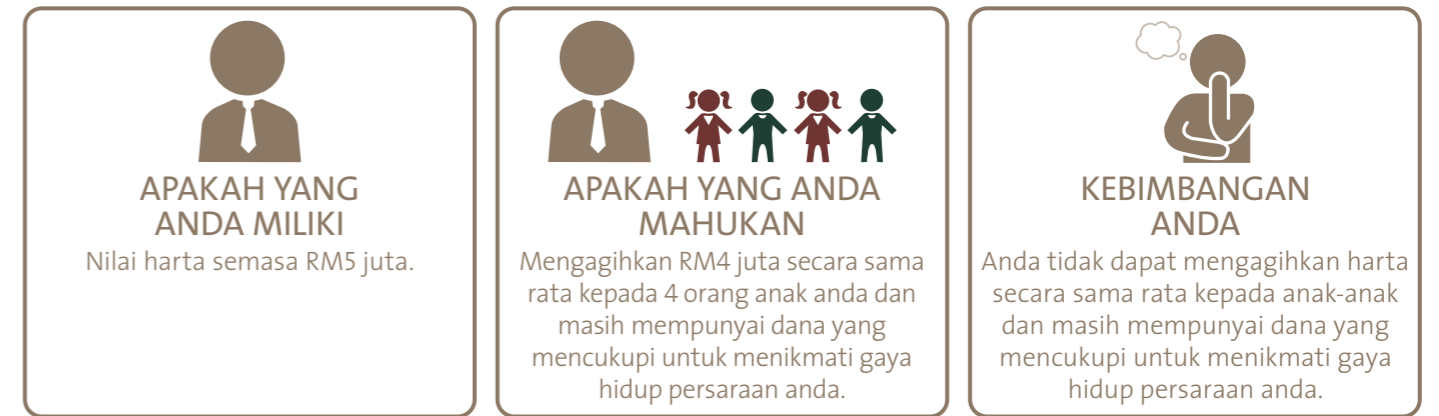 APAKAH YANG
ANDA MILIKI
Nilai harta semasa RM5 juta.
APAKAH YANG ANDA
MAHUKAN
Mengagihkan RM4 juta secara sama
rata kepada 4 orang anak anda dan
masih mempunyai dana yang
mencukupi untuk menikmati gaya
hidup persaraan anda.
KEBIMBANGAN
ANDA
Anda tidak dapat mengagihkan harta
secara sama rata kepada anak-anak
dan masih mempunyai dana yang
mencukupi untuk menikmati gaya
hidup persaraan anda.